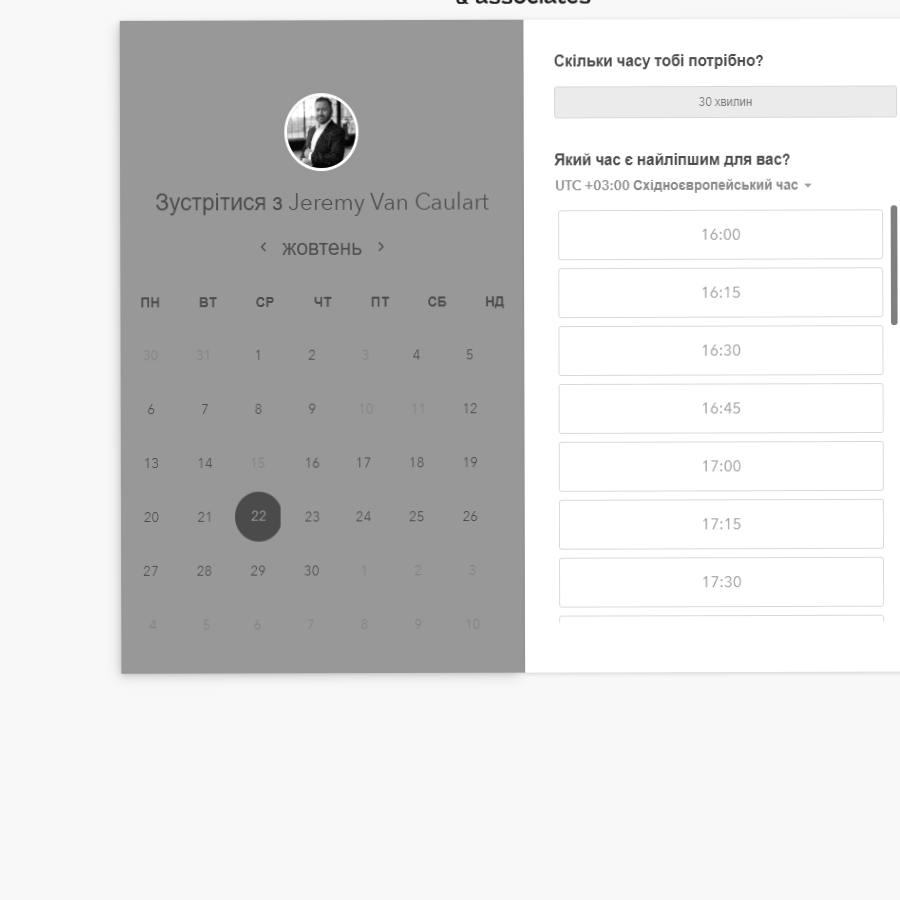 & associates
Зустрітися з Jeremy Van Caulart
жовтень
ПН ВТ СР ЧТ ПТ СБ НД
30 31 1 2 3 4 5
6 7 8 9 10 11 12
13 14 15 16 17 18 19
20 21 22 23 24 25 26
27 28 29 30 1 2 3
4 5 6 7 8 9 10
Скільки часу тобі потрібно?
30 хвилин
Який час є найліпшим для вас?
UTC +03:00 Східноєвропейський час
16:00
16:15
16:30
16:45
17:00
17:15
17:30